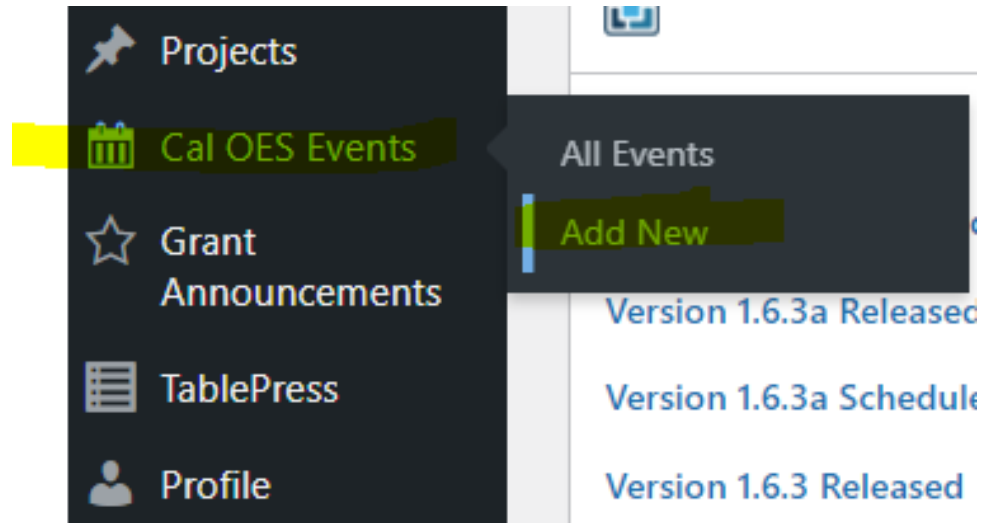 Projects
Cal OES Events
All Events
Add New
Grant
Announcements
Version 1.6.3a Released
TablePress
Version 1.6.3a Schedule
Profile
Version 1.6.3 Released